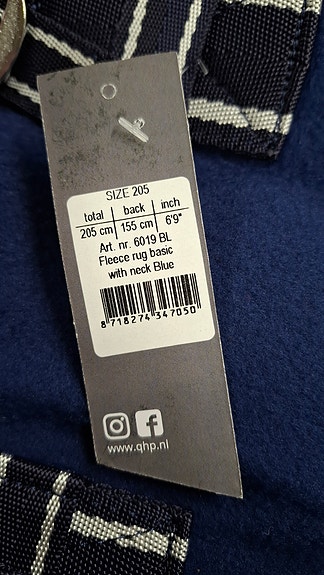 SIZE 205
total back inch
205 cm 155 cm 6'9"
Art. nr. 6019 BL
Fleece rug basic
with neck Blue
8 718274 347050
www.qhp.nl